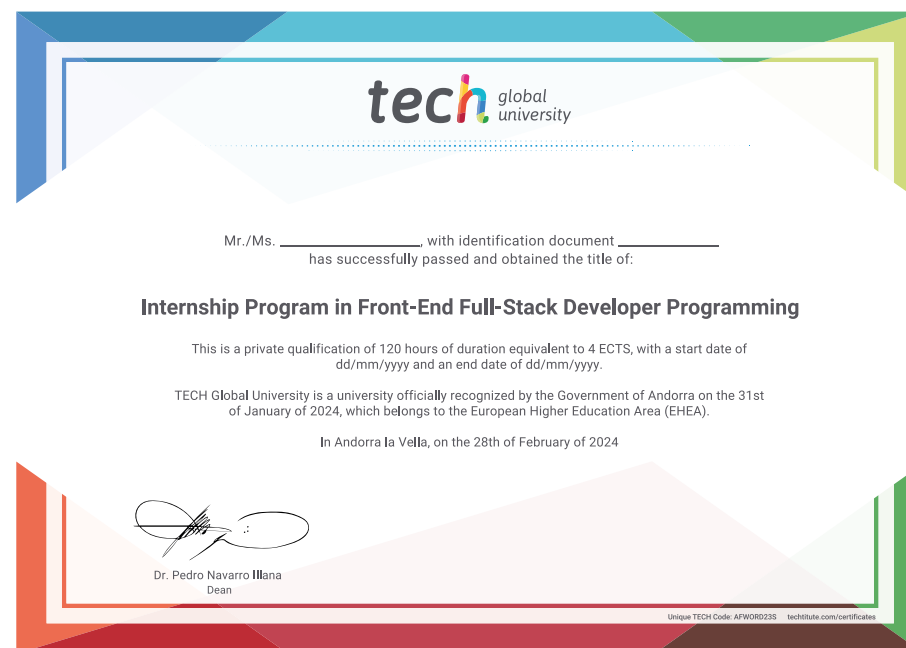 tech global
university
Mr./Ms. ____________, with identification document ____________
has successfully passed and obtained the title of:
Internship Program in Front-End Full-Stack Developer Programming
This is a private qualification of 120 hours of duration equivalent to 4 ECTS, with a start date of
dd/mm/yyyy and an end date of dd/mm/yyyy.
TECH Global University is a university officially recognized by the Government of Andorra on the 31st
of January of 2024, which belongs to the European Higher Education Area (EHEA).
In Andorra la Vella, on the 28th of February of 2024
Dr. Pedro Navarro Illana
Dean
Unique TECH Code: AFWORD23S techtitute.com/certificates